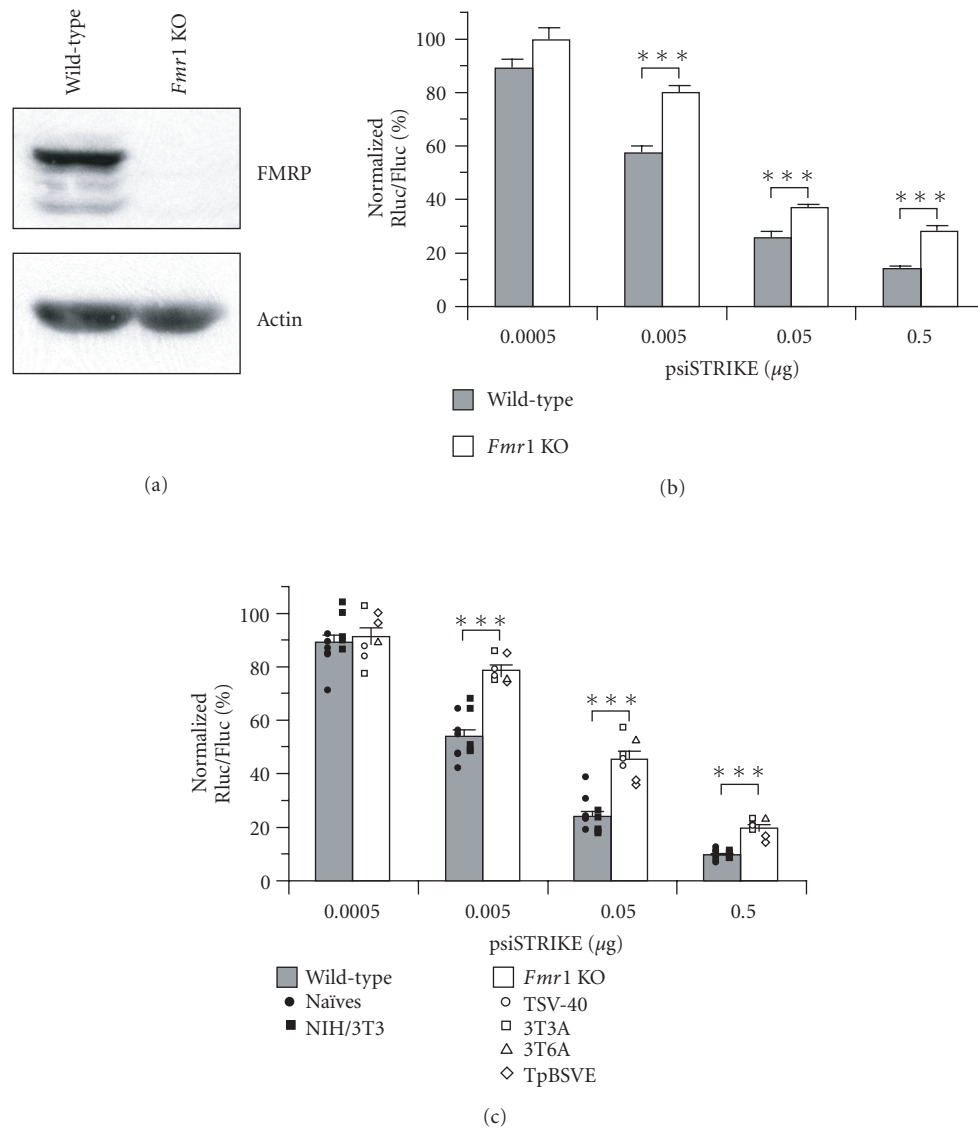 Wild-type
Fmr1 KO
FMRP
Actin
(a)
Normalized
Rluc/Fluc (%)
100
80
60
40
20
0
***
***
***
0.0005
0.005
0.05
0.5
psiSTRIKE (µg)
Wild-type
Fmr1 KO
(b)
Normalized
Rluc/Fluc (%)
100
80
60
40
20
0
***
***
***
0.0005
0.005
0.05
0.5
psiSTRIKE (µg)
Wild-type
Naïves
NIH/3T3
Fmr1 KO
TSV-40
3T3A
3T6A
TpBSVE
(c)